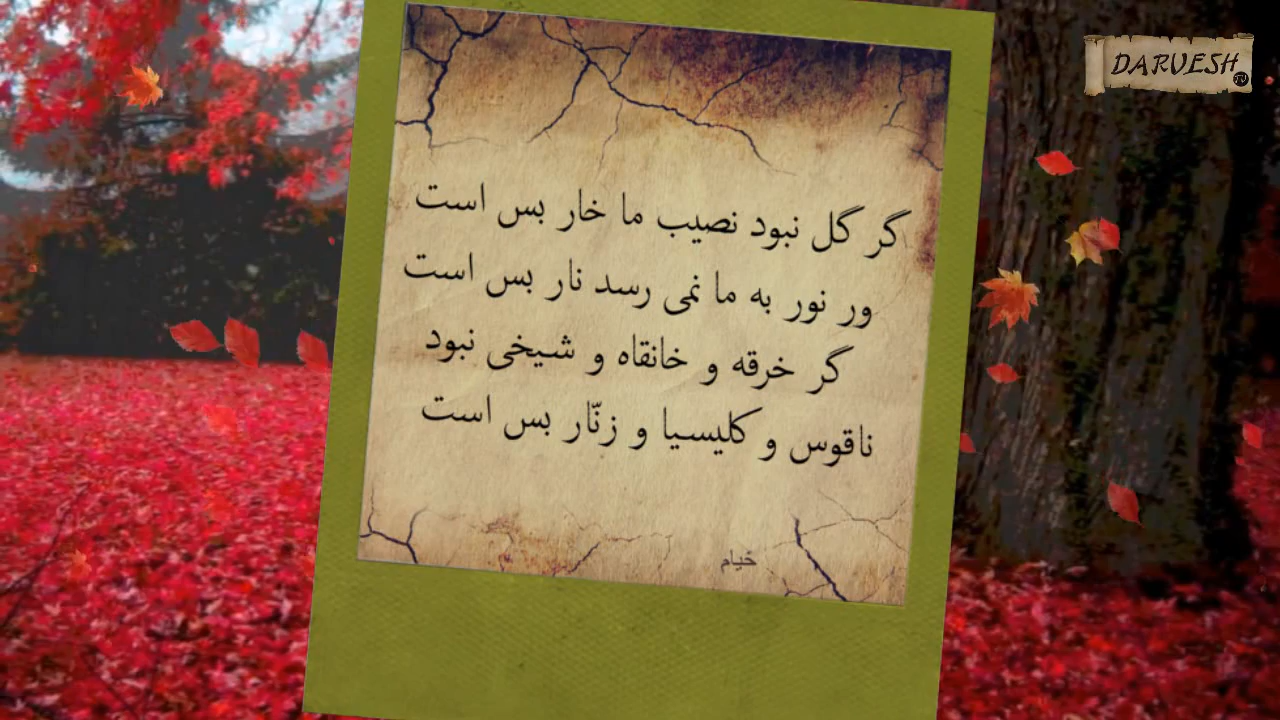 DARVESH TV
گر گل نبود نصیب ما خار بس است
ور نور به ما نمی رسد نار بس است
گر خرقه و خانقاه و شیخی نبود
ناقوس و کلیسیا و زنّار بس است
خیام